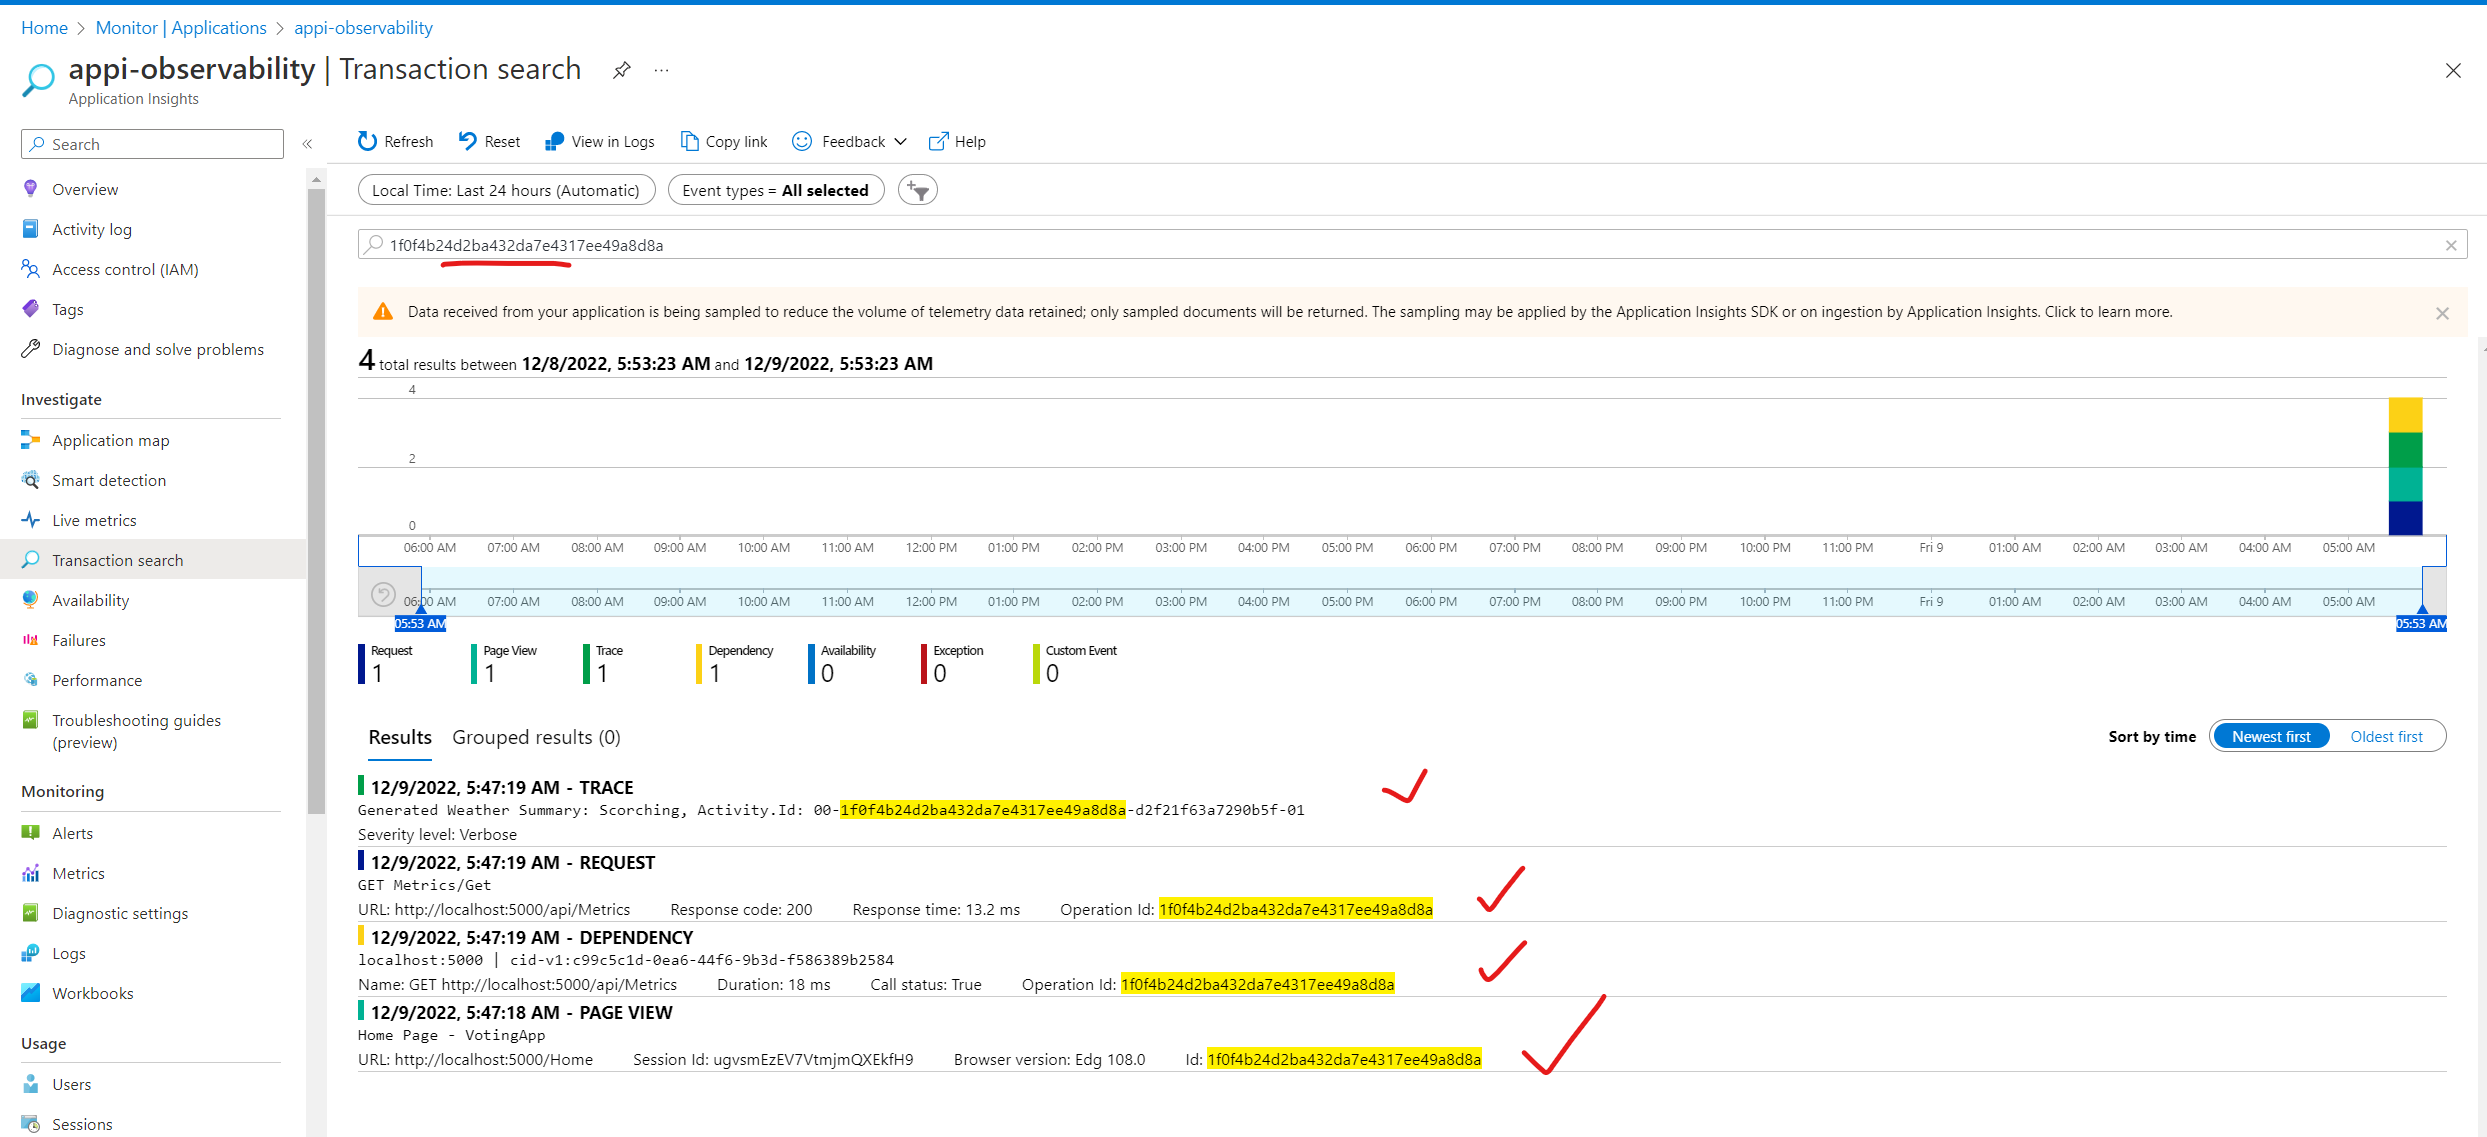 Home > Monitor | Applications > appi-observability
appi-observability | Transaction search ···
Application Insights
Search «
Overview
Activity log
Access control (IAM)
Tags
Diagnose and solve problems
Investigate
Application map
Smart detection
Live metrics
Transaction search
Availability
Failures
Performance
Troubleshooting guides
(preview)
Monitoring
Alerts
Metrics
Diagnostic settings
Logs
Workbooks
Usage
Users
Sessions
Refresh Reset View in Logs Copy link Feedback Help
Local Time: Last 24 hours (Automatic) Event types = All selected
1f0f4b24d2ba432da7e4317ee49a8d8a
Data received from your application is being sampled to reduce the volume of telemetry data retained; only sampled documents will be returned. The sampling may be applied by the Application Insights SDK or on ingestion by Application Insights. Click to learn more.
4 total results between 12/8/2022, 5:53:23 AM and 12/9/2022, 5:53:23 AM
4
2
0
06:00 AM 07:00 AM 08:00 AM 09:00 AM 10:00 AM 11:00 AM 12:00 PM 01:00 PM 02:00 PM 03:00 PM 04:00 PM 05:00 PM 06:00 PM 07:00 PM 08:00 PM 09:00 PM 10:00 PM 11:00 PM Fri 9 01:00 AM 02:00 AM 03:00 AM 04:00 AM 05:00 AM
06:00 AM 07:00 AM 08:00 AM 09:00 AM 10:00 AM 11:00 AM 12:00 PM 01:00 PM 02:00 PM 03:00 PM 04:00 PM 05:00 PM 06:00 PM 07:00 PM 08:00 PM 09:00 PM 10:00 PM 11:00 PM Fri 9 01:00 AM 02:00 AM 03:00 AM 04:00 AM 05:00 AM
05:53 AM 05:53 AM
Request Page View Trace Dependency Availability Exception Custom Event
1 1 1 1 0 0 0
Results Grouped results (0) Sort by time Newest first Oldest first
12/9/2022, 5:47:19 AM - TRACE
Generated Weather Summary: Scorching, Activity.Id: 00-1f0f4b24d2ba432da7e4317ee49a8d8a-d2f21f63a7290b5f-01
Severity level: Verbose
12/9/2022, 5:47:19 AM - REQUEST
GET Metrics/Get
URL: http://localhost:5000/api/Metrics Response code: 200 Response time: 13.2 ms Operation Id: 1f0f4b24d2ba432da7e4317ee49a8d8a
12/9/2022, 5:47:19 AM - DEPENDENCY
localhost:5000 | cid-v1:c99c5c1d-0ea6-44f6-9b3d-f586389b2584
Name: GET http://localhost:5000/api/Metrics Duration: 18 ms Call status: True Operation Id: 1f0f4b24d2ba432da7e4317ee49a8d8a
12/9/2022, 5:47:18 AM - PAGE VIEW
Home Page - VotingApp
URL: http://localhost:5000/Home Session Id: ugvsmEzEV7VtmjmQXEkfH9 Browser version: Edg 108.0 Id: 1f0f4b24d2ba432da7e4317ee49a8d8a